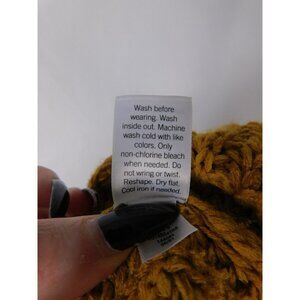 Wash before
wearing. Wash
inside out. Machine
wash cold with like
colors. Only
non-chlorine bleach
when needed. Do
not wring or twist.
Reshape. Dry flat.
Cool iron if needed.